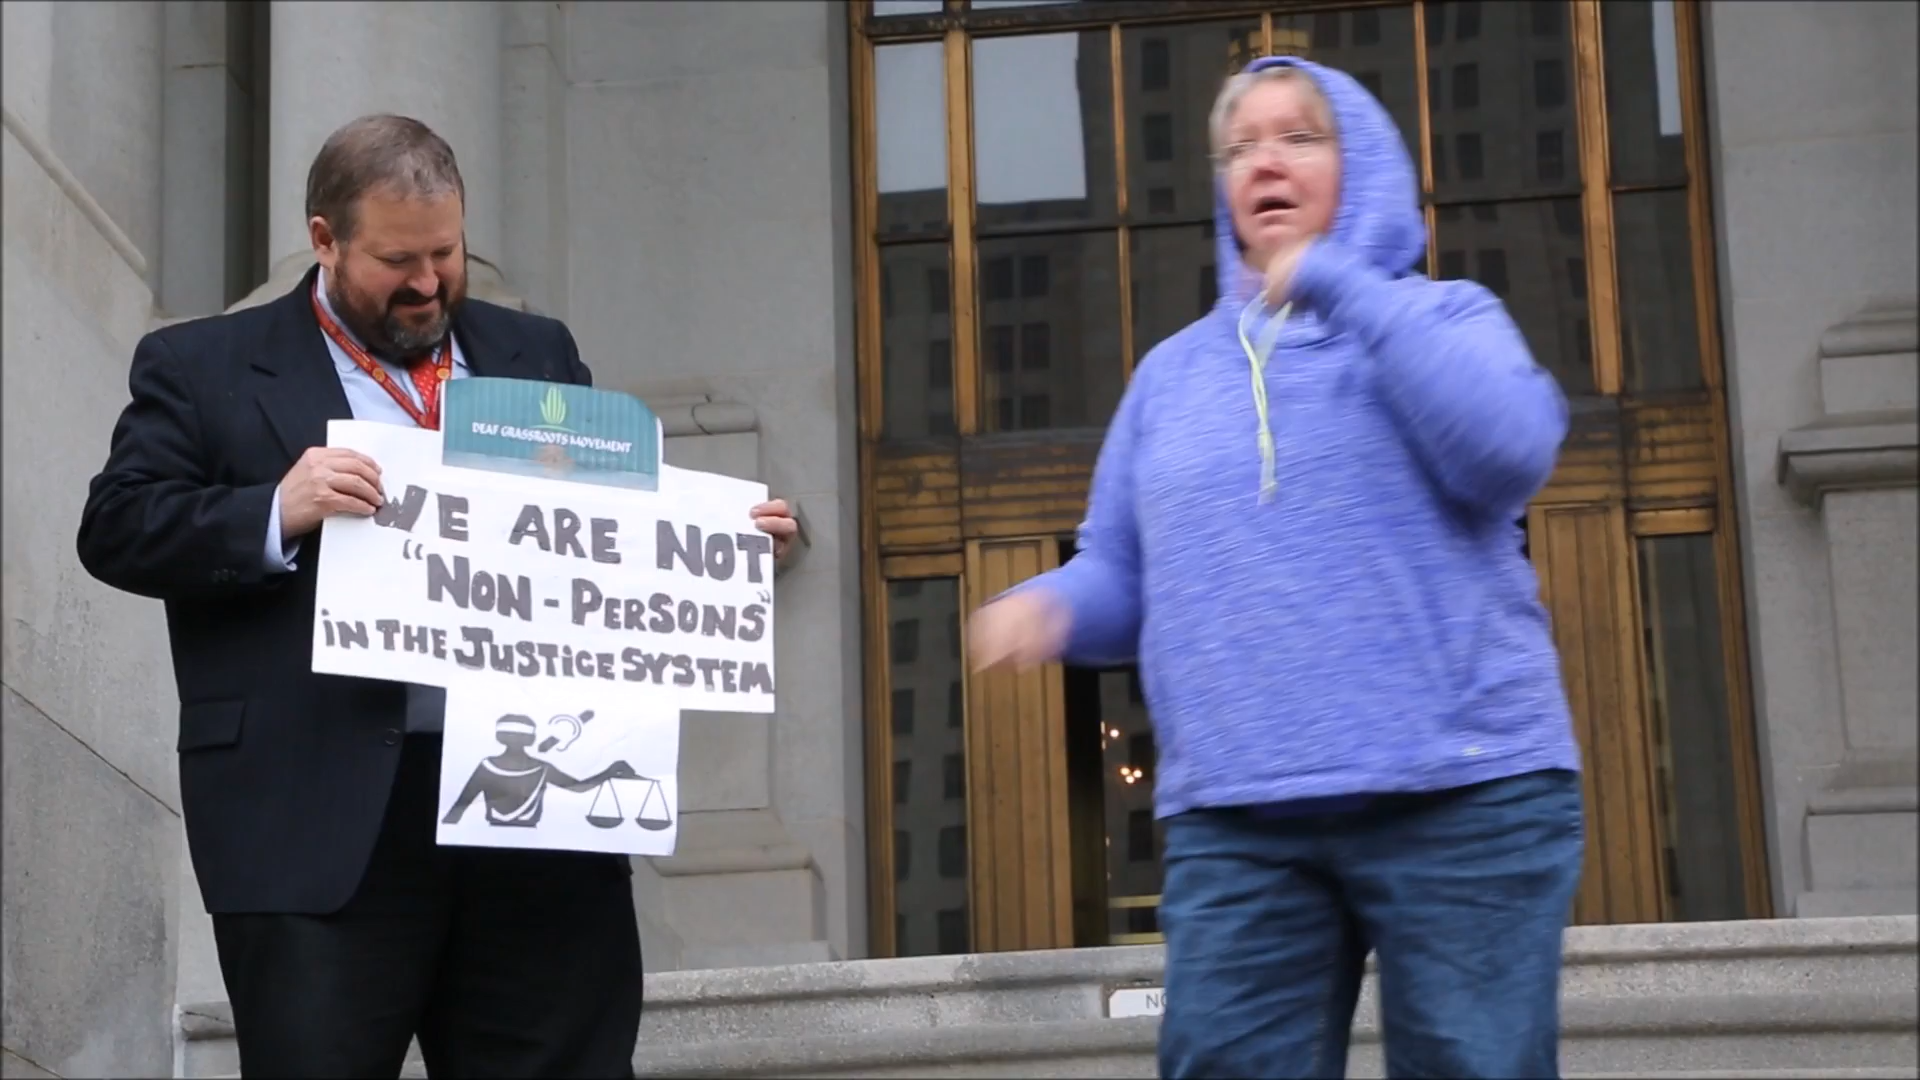 DEAF GRASSROOTS MOVEMENT
WE ARE NOT
"NON-PERSONS"
iN THE JUSTiCE SYSTEM